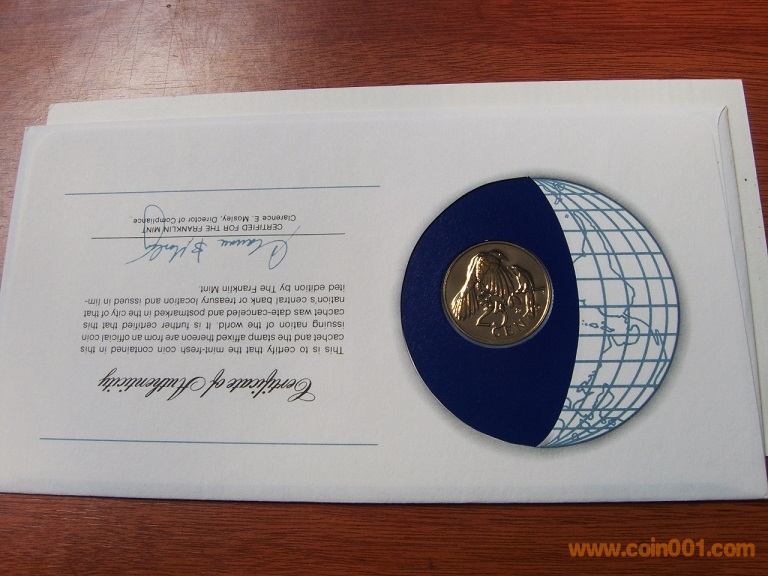 Certificate of Authenticity
This is to certify that the mint-fresh coin contained in this
cachet and the stamps affixed thereon are from an official coin
issuing nation of the world. It is further certified that this
cachet was date-canceled and postmarked in the city of that
nation's central bank or treasury location and issued in lim-
ited edition by The Franklin Mint.
CERTIFIED FOR THE FRANKLIN MINT
Clarence E. Mosley, Director of Compliance
25
CENTS
www.coin001.com